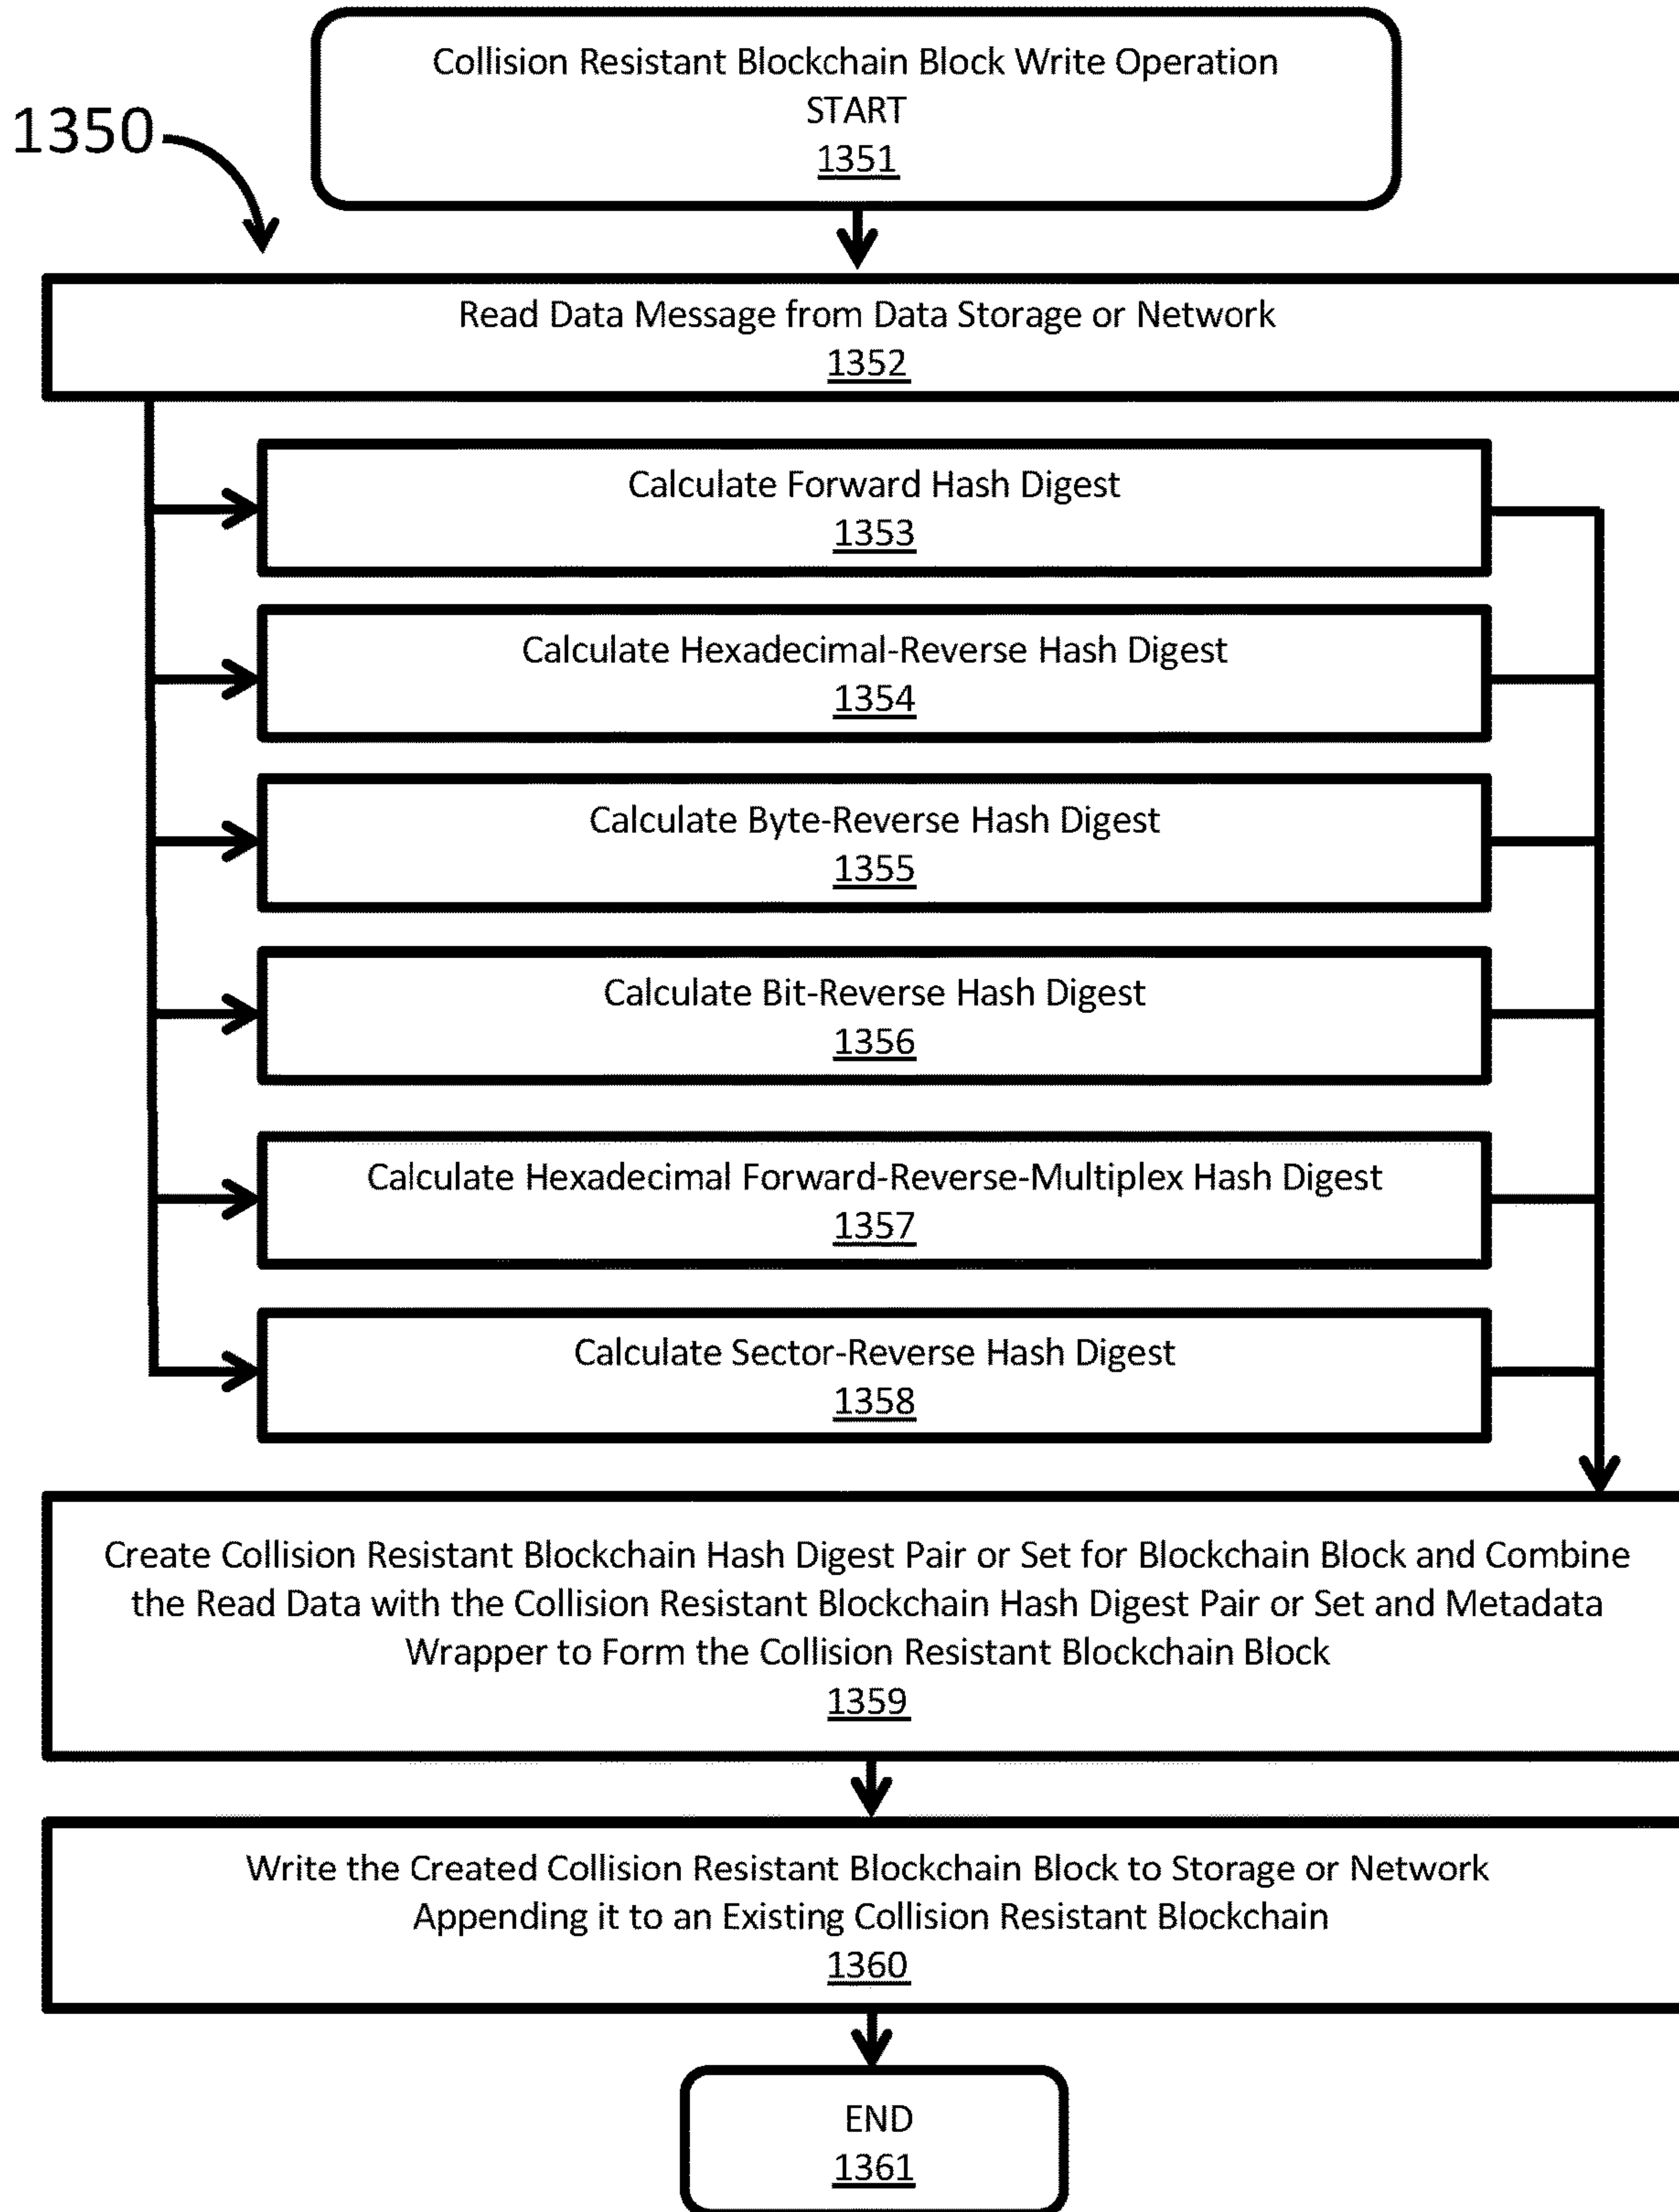 Collision Resistant Blockchain Block Write Operation
START
1351
1350
Read Data Message from Data Storage or Network
1352
Calculate Forward Hash Digest
1353
Calculate Hexadecimal-Reverse Hash Digest
1354
Calculate Byte-Reverse Hash Digest
1355
Calculate Bit-Reverse Hash Digest
1356
Calculate Hexadecimal Forward-Reverse-Multiplex Hash Digest
1357
Calculate Sector-Reverse Hash Digest
1358
Create Collision Resistant Blockchain Hash Digest Pair or Set for Blockchain Block and Combine
the Read Data with the Collision Resistant Blockchain Hash Digest Pair or Set and Metadata
Wrapper to Form the Collision Resistant Blockchain Block
1359
Write the Created Collision Resistant Blockchain Block to Storage or Network
Appending it to an Existing Collision Resistant Blockchain
1360
END
1361